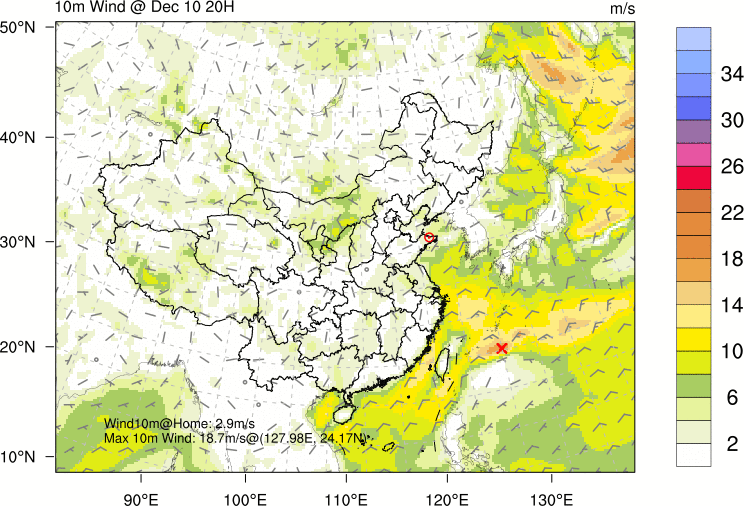 10m Wind @ Dec 10 20H
m/s
50°N
40°N
30°N
20°N
10°N
90°E
100°E
110°E
120°E
130°E
Wind10m@Home: 2.9m/s
Max 10m Wind: 18.7m/s@(127.98E, 24.17N)
34
30
26
22
18
14
10
6
2